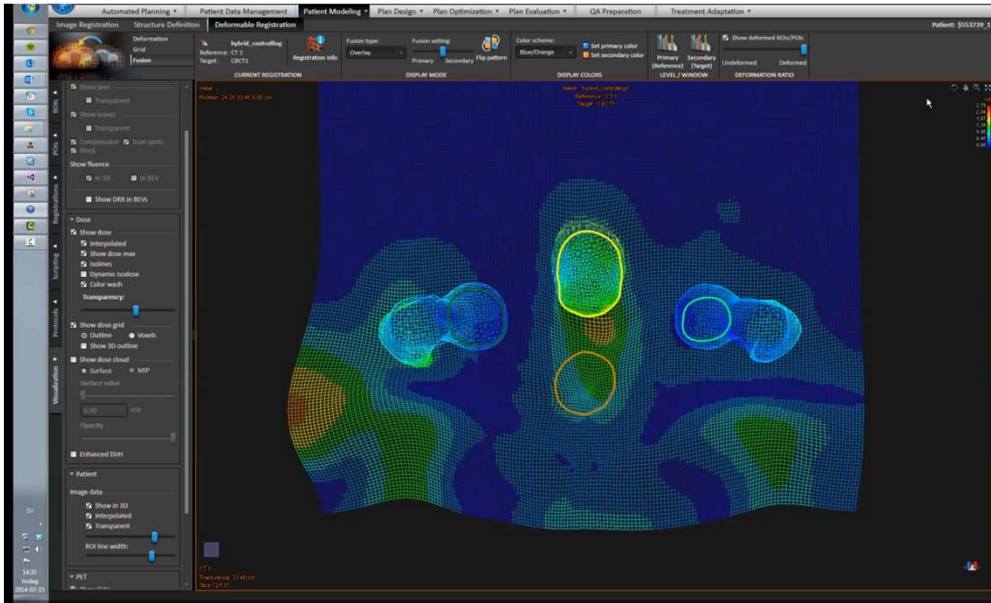 Automated Planning
Patient Data Management
Patient Modeling
Plan Design
Plan Optimization
Plan Evaluation
QA Preparation
Treatment Adaptation
Image Registration
Structure Definition
Deformable Registration
Deformation
Grid
Fusion
hybrid_controlling
Reference: CT 1
Target: CBCT1
Registration info
CURRENT REGISTRATION
Fusion type:
Overlay
Fusion setting:
Primary
Secondary
Flip pattern
DISPLAY MODE
Color scheme:
Blue/Orange
Set primary color
Set secondary color
DISPLAY COLORS
Primary
(Reference)
Secondary
(Target)
LEVEL / WINDOW
Show deformed ROIs/POIs
Undeformed
Deformed
DEFORMATION RATIO
ROIs
POIs
Registrations
Scripting
Protocols
Visualization
Transparent
Show leaves
Transparent
Compensator
Scan spots
Block
Show fluence
In 3D
In BEV
Show DRR in BEVs
Dose
Show dose
Interpolated
Show dose max
Isolines
Dynamic isodose
Color wash
Transparency:
Show dose grid
Outline
Voxels
Show 3D outline
Show dose cloud
Surface
MIP
Surface value
0.00
Opacity
Enhanced DVH
Patient
Image data
Show in 3D
Interpolated
Transparent
ROI line width:
PET
Reference: CT 1
Target: CBCT1
CT 1
SV
14:37
tisdag
2014-07-15